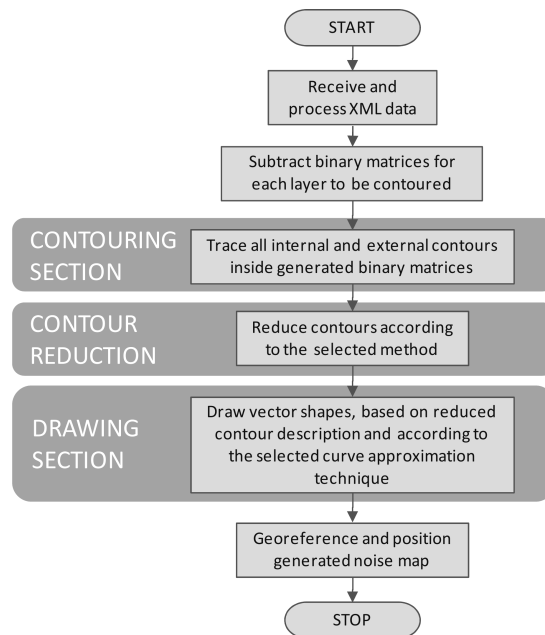 START
Receive and
process XML data
Subtract binary matrices for
each layer to be contoured
CONTOURING
SECTION
Trace all internal and external contours
inside generated binary matrices
CONTOUR
REDUCTION
Reduce contours according
to the selected method
DRAWING
SECTION
Draw vector shapes, based on reduced
contour description and according to
the selected curve approximation
technique
Georeference and position
generated noise map
STOP